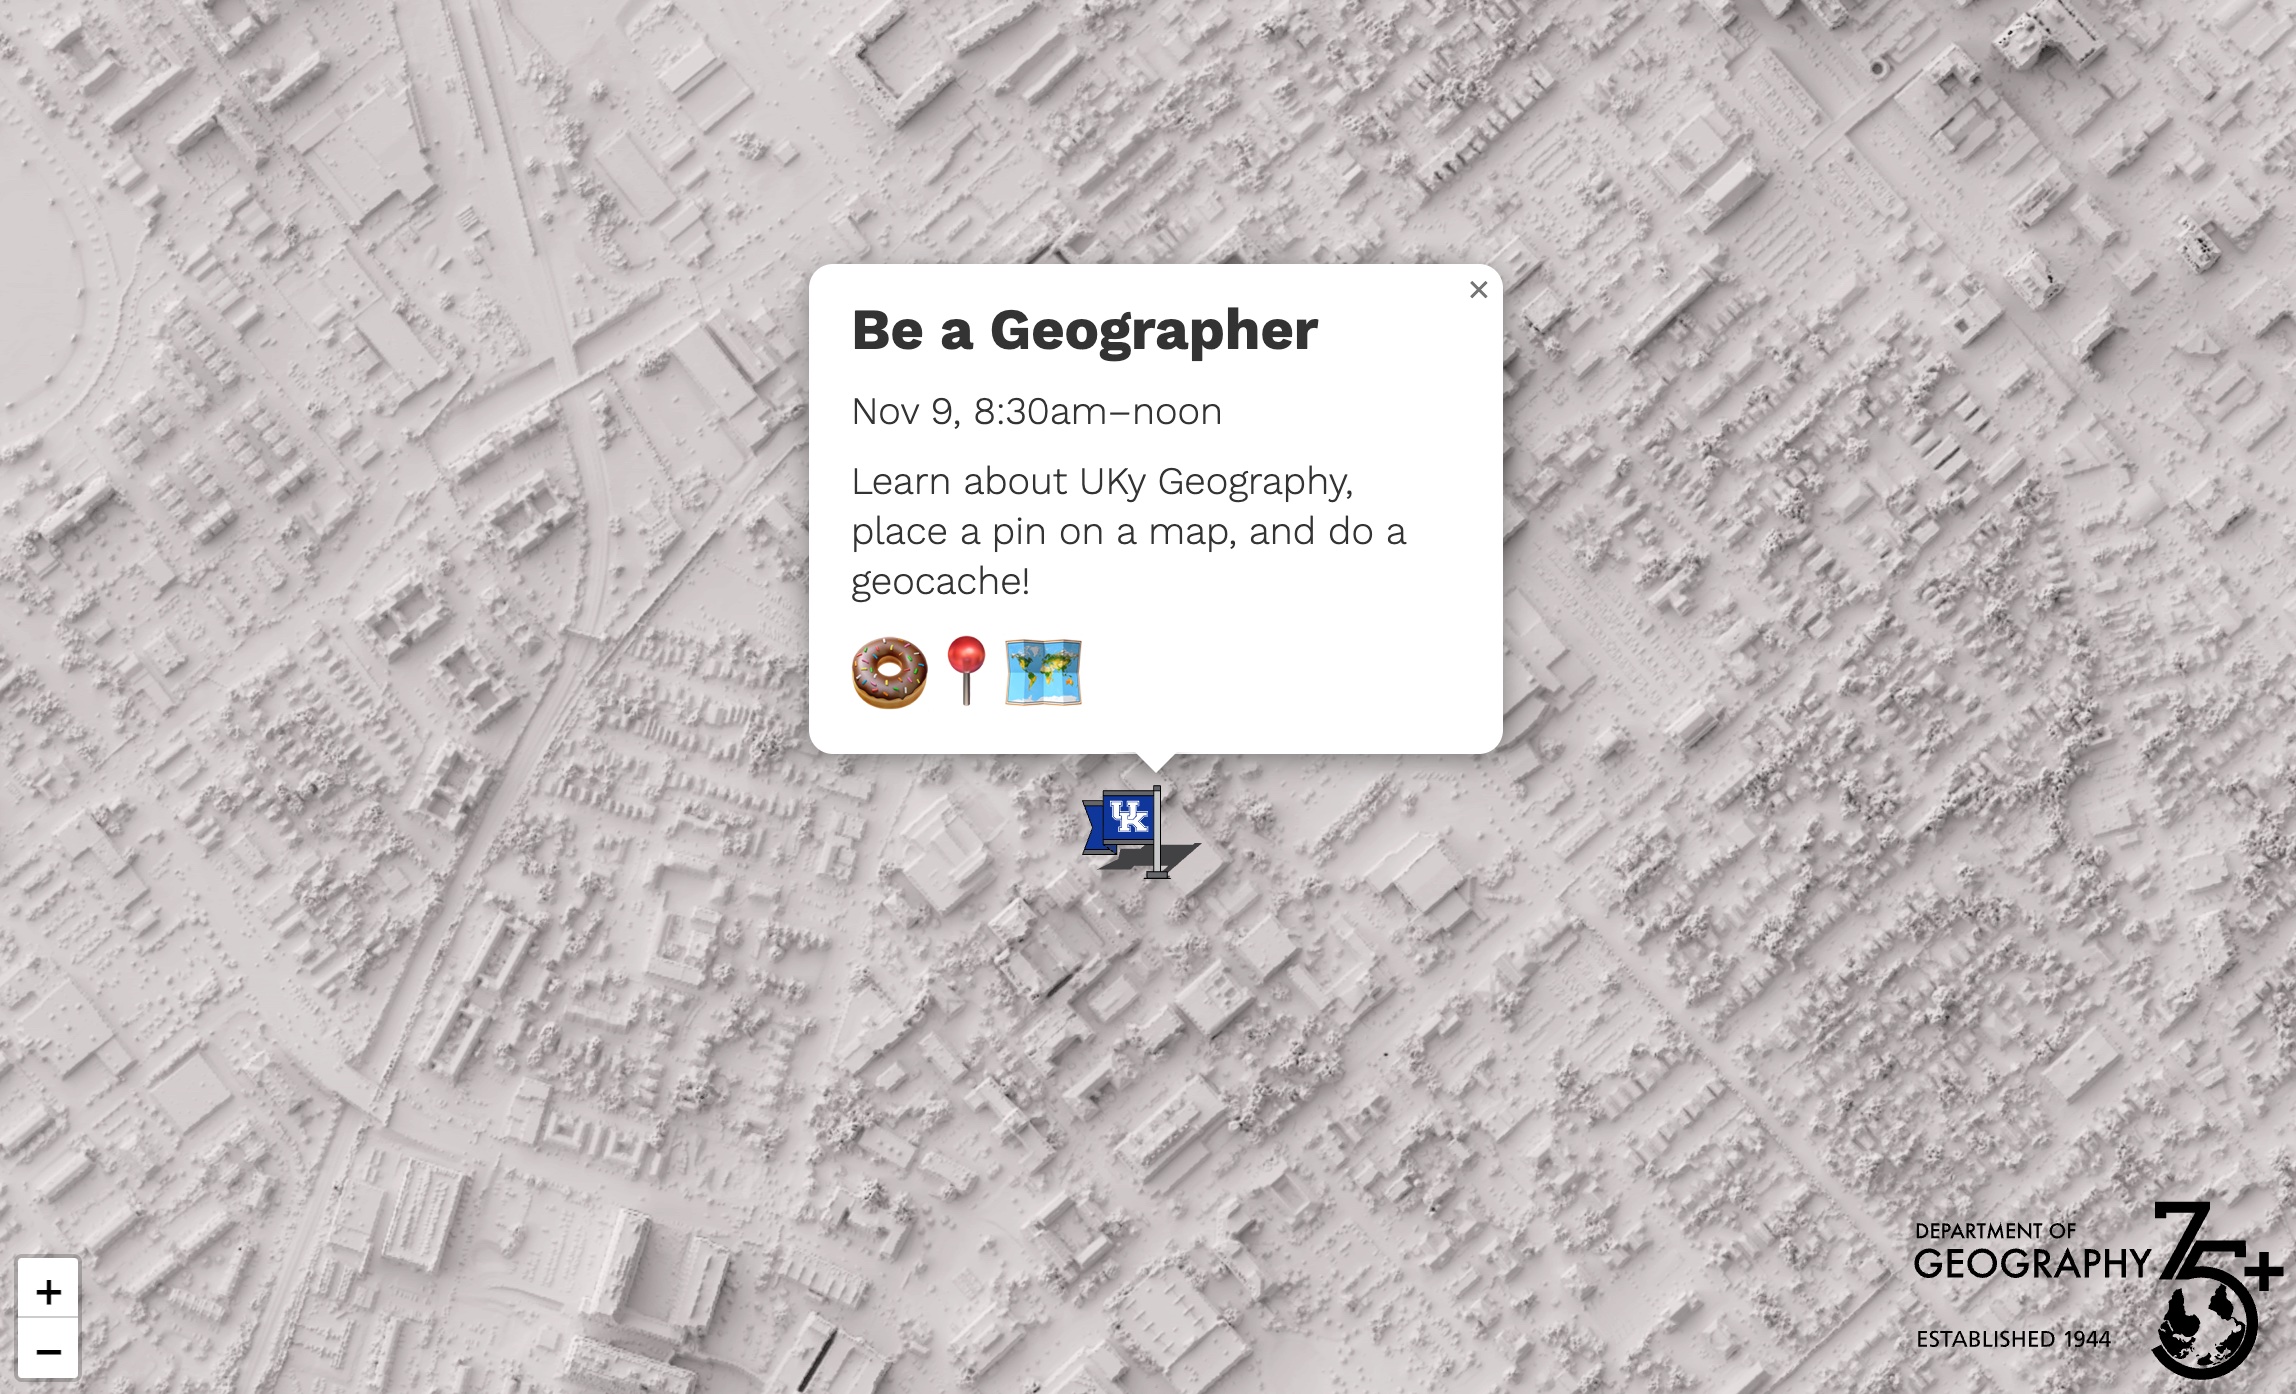 ×
Be a Geographer
Nov 9, 8:30am–noon
Learn about UKy Geography,
place a pin on a map, and do a
geocache!
UK
+
−
DEPARTMENT OF
GEOGRAPHY 75+
ESTABLISHED 1944